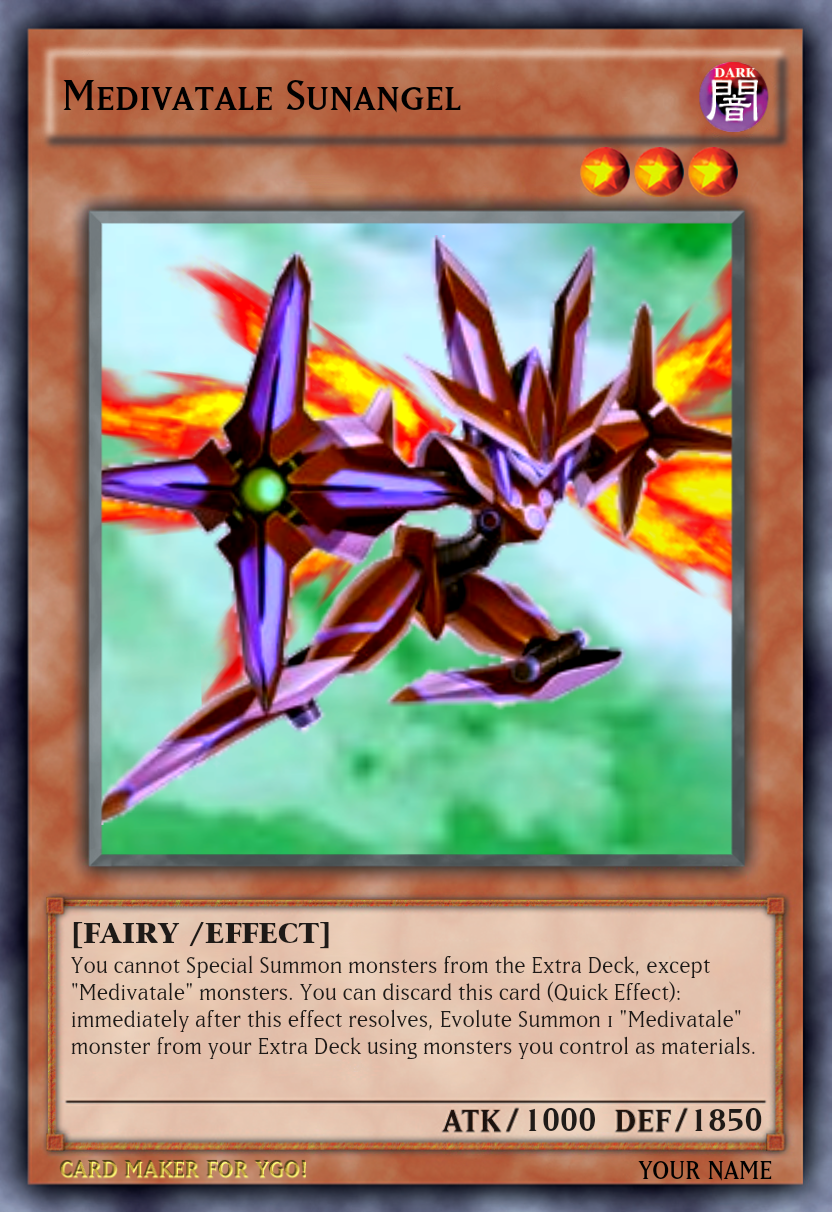 Medivatale Sunangel
DARK
闇
[FAIRY /EFFECT]
You cannot Special Summon monsters from the Extra Deck, except
"Medivatale" monsters. You can discard this card (Quick Effect):
immediately after this effect resolves, Evolute Summon 1 "Medivatale"
monster from your Extra Deck using monsters you control as materials.
ATK/1000 DEF/1850
CARD MAKER FOR YGO!
YOUR NAME